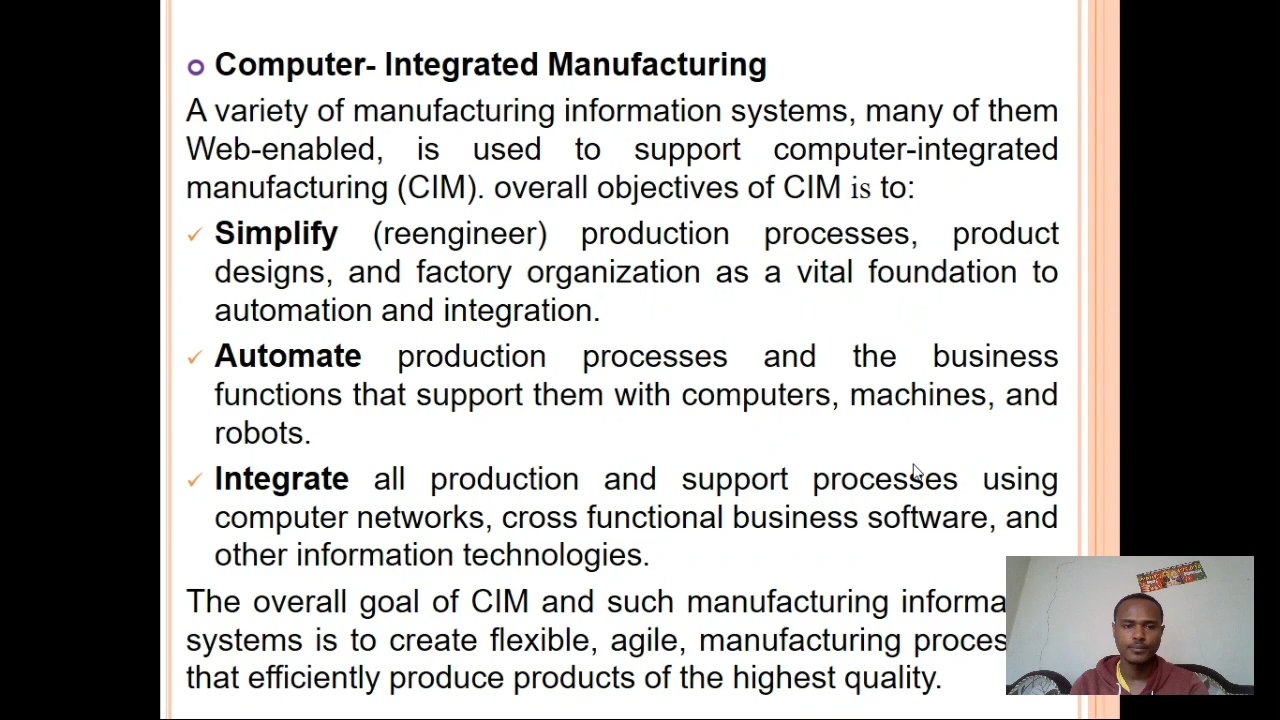 Computer- Integrated Manufacturing
A variety of manufacturing information systems, many of them
Web-enabled, is used to support computer-integrated
manufacturing (CIM). overall objectives of CIM is to:
Simplify (reengineer) production processes, product
designs, and factory organization as a vital foundation to
automation and integration.
Automate production processes and the business
functions that support them with computers, machines, and
robots.
Integrate all production and support processes using
computer networks, cross functional business software, and
other information technologies.
The overall goal of CIM and such manufacturing informa
systems is to create flexible, agile, manufacturing proces
that efficiently produce products of the highest quality.